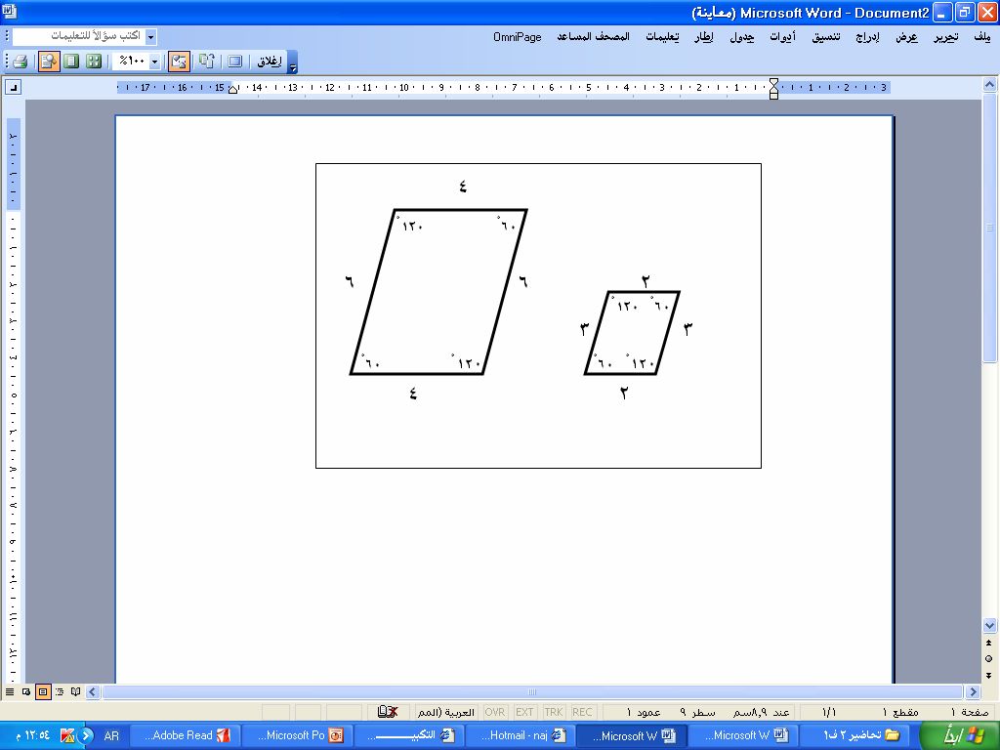 Microsoft Word - Document2 (معاينة)
ملف تحرير عرض إدراج تنسيق أدوات جدول إطار تعليمات المصحف المساعد OmniPage
اكتب سؤالاً للتعليمات
إغلاق
١٠٠%
3 2 1 1 2 3 4 5 6 7 8 9 10 11 12 13 14 15 16 17
٤
١٢٠° ٦٠°
٦ ٦
٦٠° ١٢٠°
٤
٢
١٢٠° ٦٠°
٣ ٣
٦٠° ١٢٠°
٢
صفحة ١ مقطع ١ ١/١ عند ٨,٩سم سطر ٩ عمود ١ REC TRK EXT OVR العربية (المم
ابدأ
تحاضير ٢ ف١
Microsoft W...
Microsoft W...
Hotmail - naj...
Microsoft Po...
Adobe Read...
AR
١٢:٥٤ م